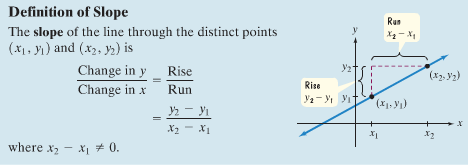 Definition of Slope
The slope of the line through the distinct points
(x₁, y₁) and (x₂, y₂) is
Change in y / Change in x = Rise / Run
= y₂ − y₁ / x₂ − x₁
where x₂ − x₁ ≠ 0.
Run
x₂ − x₁
y
y₂
(x₂, y₂)
Rise
y₂ − y₁
y₁
(x₁, y₁)
x
x₁
x₂